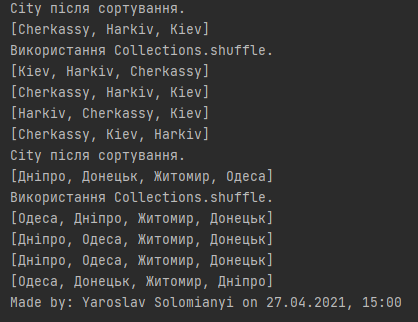 City після сортування.
[Cherkassy, Harkiv, Kiev]
Використання Collections.shuffle.
[Kiev, Harkiv, Cherkassy]
[Cherkassy, Harkiv, Kiev]
[Harkiv, Cherkassy, Kiev]
[Cherkassy, Kiev, Harkiv]
City після сортування.
[Дніпро, Донецьк, Житомир, Одеса]
Використання Collections.shuffle.
[Одеса, Дніпро, Житомир, Донецьк]
[Дніпро, Одеса, Житомир, Донецьк]
[Дніпро, Одеса, Житомир, Донецьк]
[Одеса, Донецьк, Житомир, Дніпро]
Made by: Yaroslav Solomianyi on 27.04.2021, 15:00